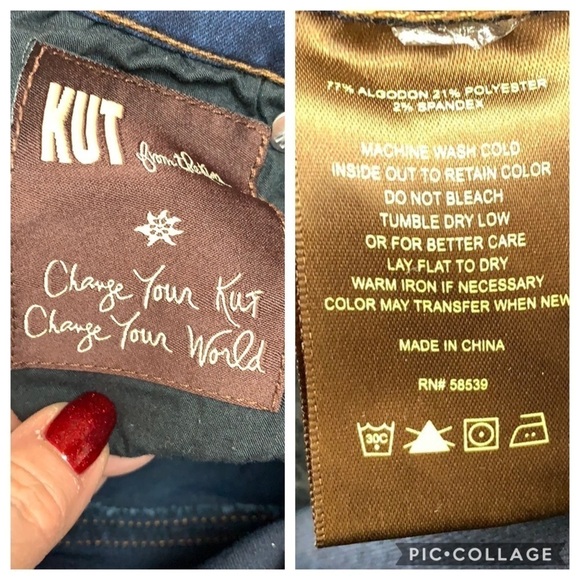 KUT
from the
Change Your Kut
Change Your World
77% ALGODON 21% POLYESTER
2% SPANDEX
MACHINE WASH COLD
INSIDE OUT TO RETAIN COLOR
DO NOT BLEACH
TUMBLE DRY LOW
OR FOR BETTER CARE
LAY FLAT TO DRY
WARM IRON IF NECESSARY
COLOR MAY TRANSFER WHEN NEW
MADE IN CHINA
RN# 58539
30C
PIC•COLLAGE